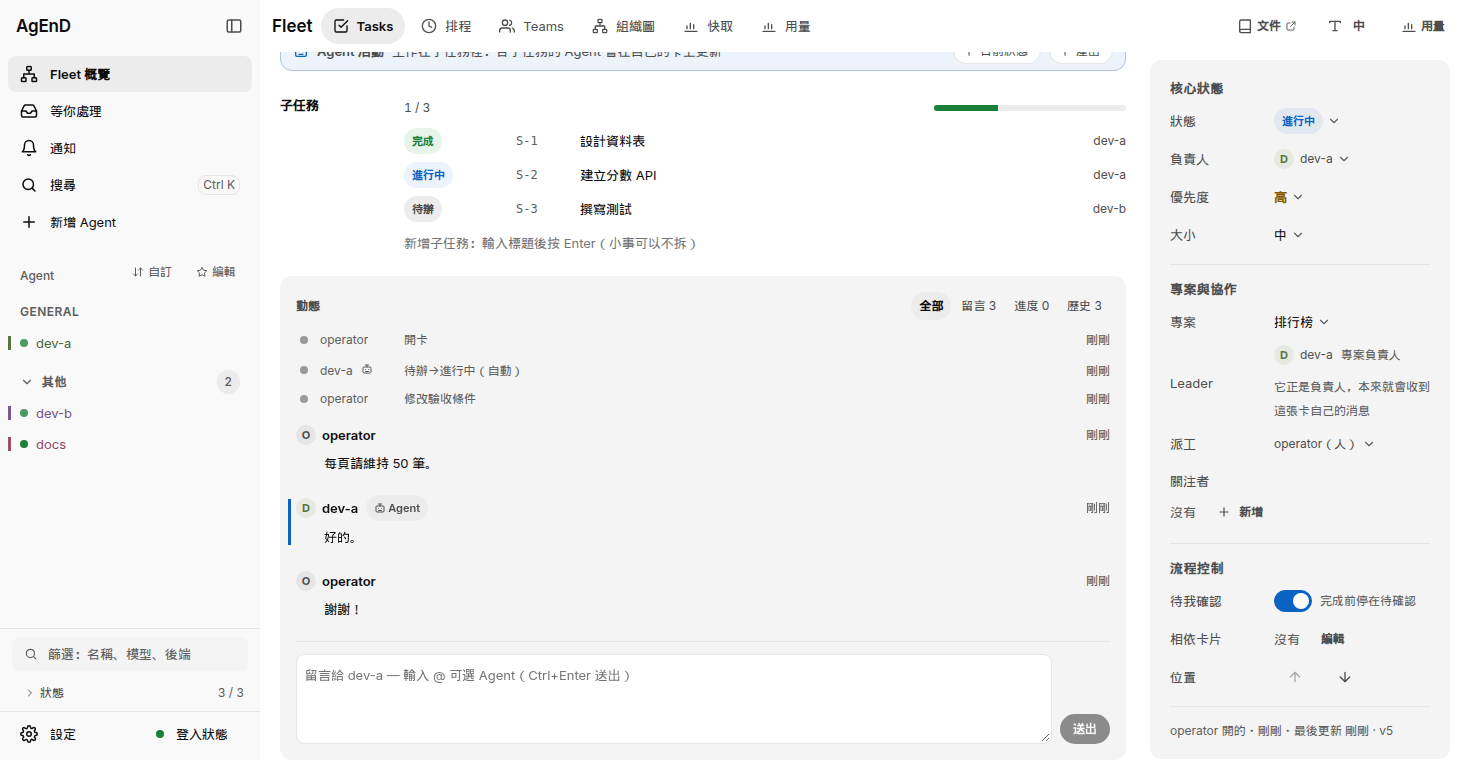 AgEnD
Fleet 概覽
等你處理
通知
搜尋 Ctrl K
新增 Agent
Agent 自訂 編輯
GENERAL
dev-a
其他 2
dev-b
docs
篩選：名稱、模型、後端
狀態 3 / 3
設定 登入狀態
Fleet Tasks 排程 Teams 組織圖 快取 用量 文件 中 用量
子任務 1 / 3
完成 S-1 設計資料表 dev-a
進行中 S-2 建立分數 API dev-a
待辦 S-3 撰寫測試 dev-b
新增子任務：輸入標題後按 Enter（小事可以不拆）
動態 全部 留言 3 進度 0 歷史 3
operator 開卡 剛剛
dev-a 待辦→進行中（自動） 剛剛
operator 修改驗收條件 剛剛
O operator 剛剛
每頁請維持 50 筆。
D dev-a Agent 剛剛
好的。
O operator 剛剛
謝謝！
留言給 dev-a — 輸入 @ 可選 Agent（Ctrl+Enter 送出）
送出
核心狀態
狀態 進行中
負責人 D dev-a
優先度 高
大小 中
專案與協作
專案 排行榜
D dev-a 專案負責人
Leader 它正是負責人，本來就會收到
這張卡自己的消息
派工 operator（人）
關注者
沒有 新增
流程控制
待我確認 完成前停在待確認
相依卡片 沒有 編輯
位置
operator 開的・剛剛・最後更新 剛剛 · v5